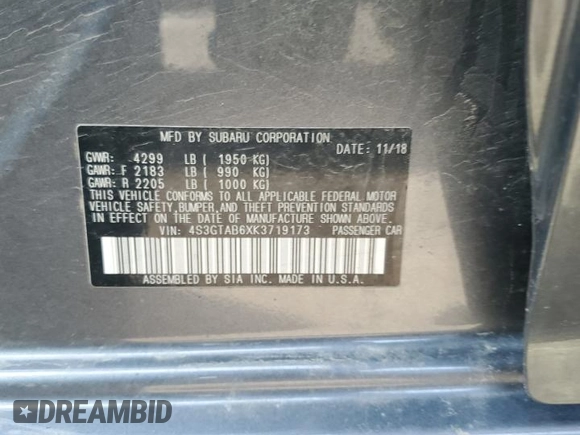 MFD BY SUBARU CORPORATION
DATE: 11/18
GVWR: 4299 LB ( 1950 KG)
GAWR: F 2183 LB ( 990 KG)
GAWR: R 2205 LB ( 1000 KG)
THIS VEHICLE CONFORMS TO ALL APPLICABLE FEDERAL MOTOR
VEHICLE SAFETY,BUMPER,AND THEFT PREVENTION STANDARDS
IN EFFECT ON THE DATE OF MANUFACTURE SHOWN ABOVE.
VIN: 4S3GTAB6XK3719173 PASSENGER CAR
ASSEMBLED BY SIA INC. MADE IN U.S.A.
DREAMBID